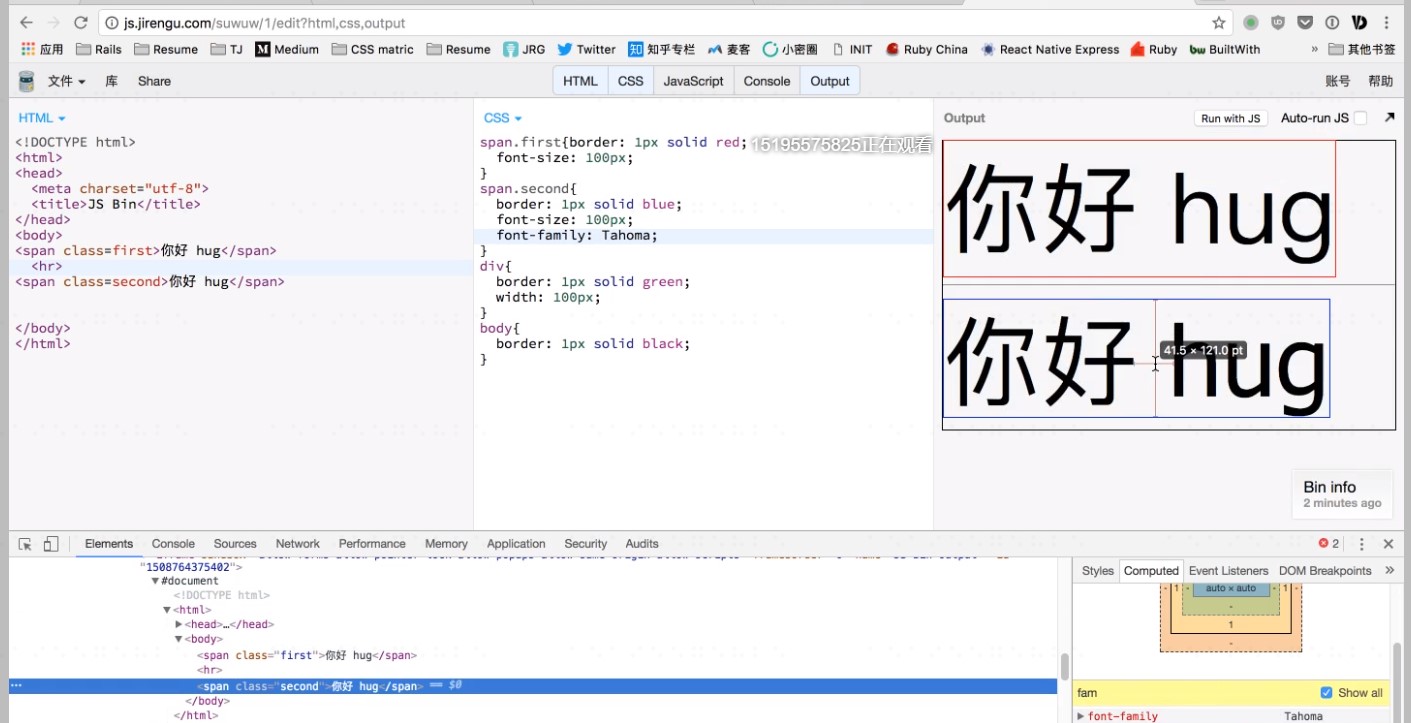 js.jirengu.com/suwuw/1/edit?html,css,output
应用 Rails Resume TJ Medium CSS matric Resume JRG Twitter 知乎专栏 麦客 小密圈 INIT Ruby China React Native Express Ruby BuiltWith » 其他书签
文件 库 Share HTML CSS JavaScript Console Output 账号 帮助
HTML
<!DOCTYPE html>
<html>
<head>
<meta charset="utf-8">
<title>JS Bin</title>
</head>
<body>
<span class=first>你好 hug</span>
<hr>
<span class=second>你好 hug</span>
</body>
</html>
CSS
span.first{border: 1px solid red;
font-size: 100px;
}
span.second{
border: 1px solid blue;
font-size: 100px;
font-family: Tahoma;
}
div{
border: 1px solid green;
width: 100px;
}
body{
border: 1px solid black;
}
15195575825正在观看
Output Run with JS Auto-run JS
你好 hug
你好 hug
41.5 × 121.0 pt
Bin info
2 minutes ago
Elements Console Sources Network Performance Memory Application Security Audits 2
"1508764375402">
#document
<!DOCTYPE html>
<html>
<head>…</head>
<body>
<span class="first">你好 hug</span>
<hr>
<span class="second">你好 hug</span> == $0
</body>
</html>
Styles Computed Event Listeners DOM Breakpoints »
- 1 - auto × auto - 1 -
-
1
-
fam Show all
font-family Tahoma